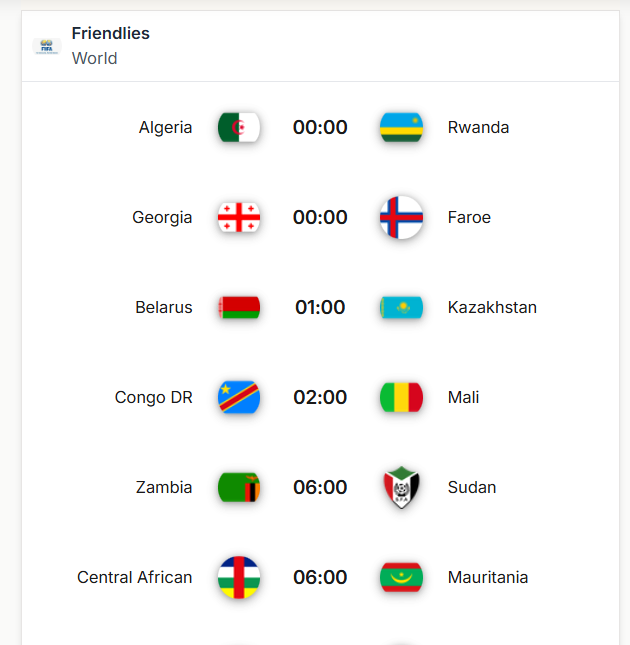 Friendlies
World
Algeria 00:00 Rwanda
Georgia 00:00 Faroe
Belarus 01:00 Kazakhstan
Congo DR 02:00 Mali
Zambia 06:00 Sudan
Central African 06:00 Mauritania
FIFA
S.F.A